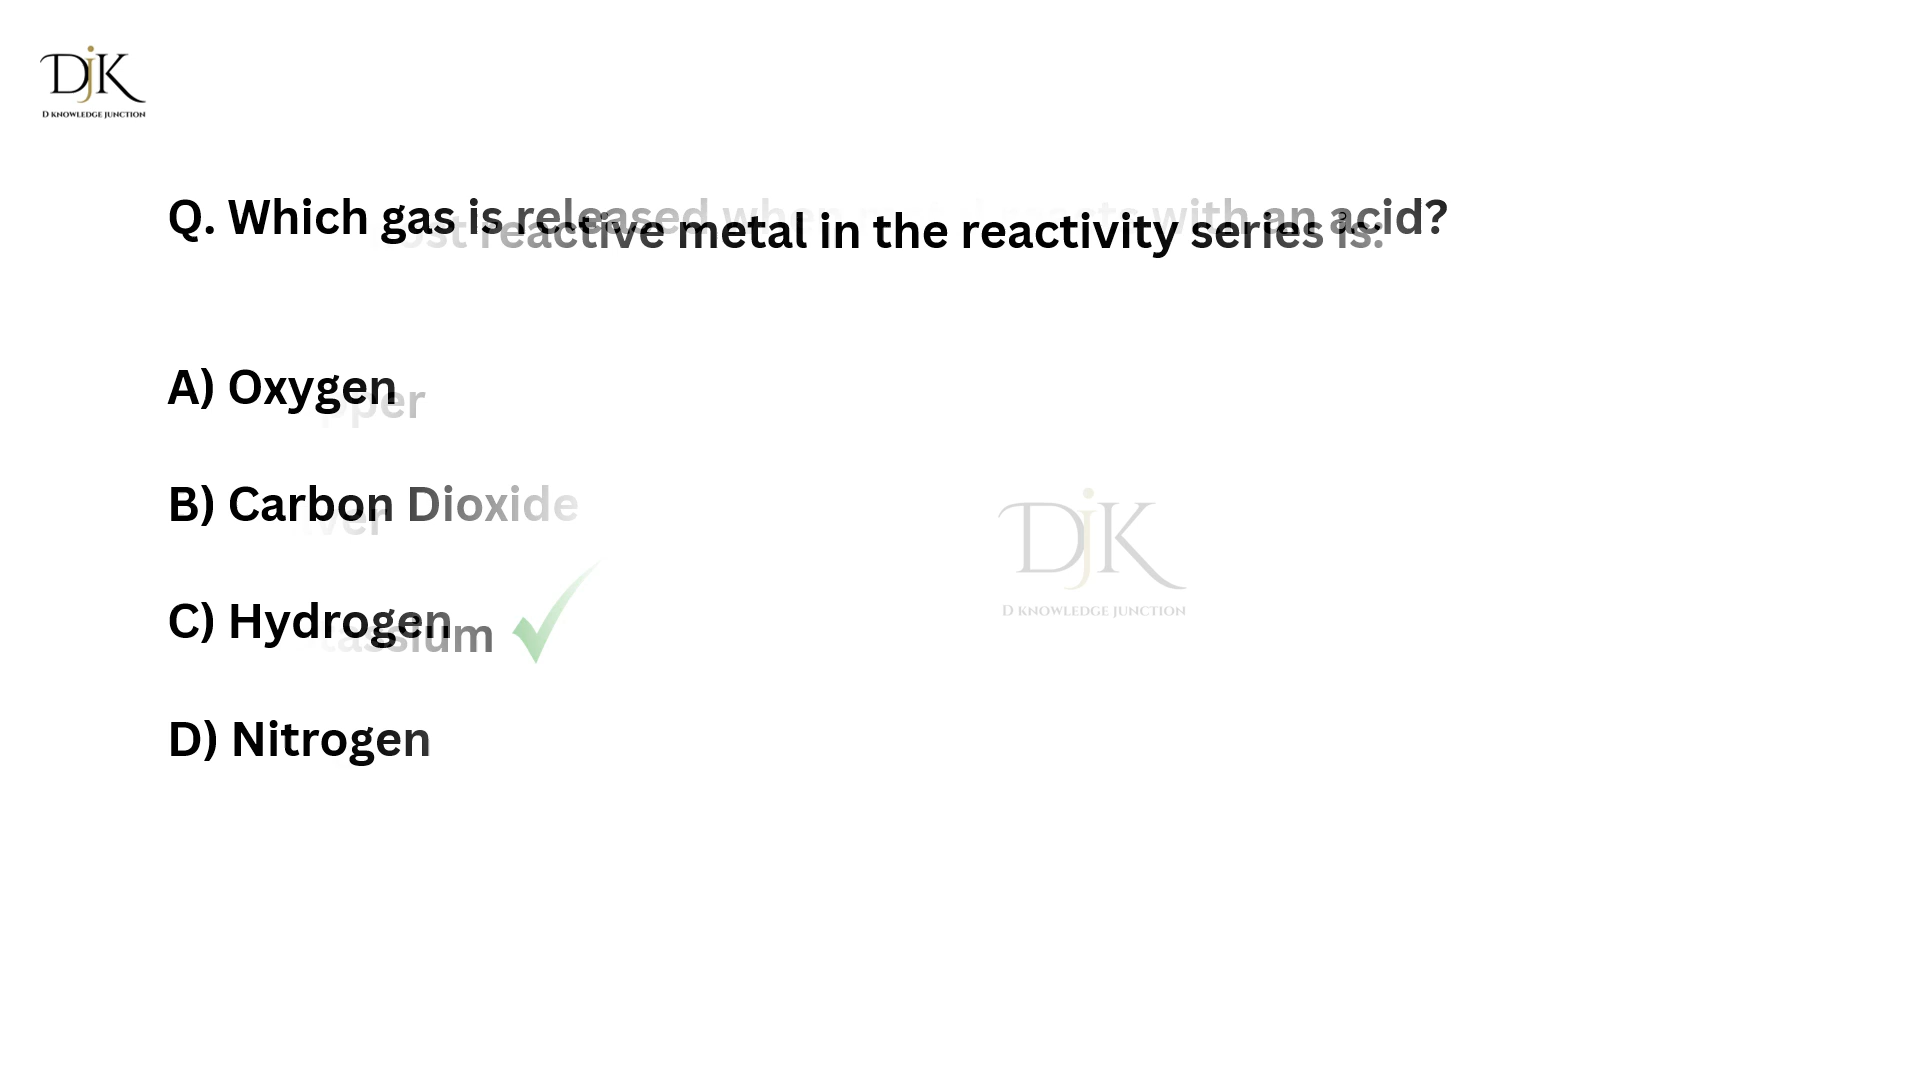 DjK
D KNOWLEDGE JUNCTION
Q. Which gas is released when metal reacts with an acid?
reactive metal in the reactivity series is:
A) Oxygen
B) Carbon Dioxide
C) Hydrogen
D) Nitrogen
DjK
D KNOWLEDGE JUNCTION